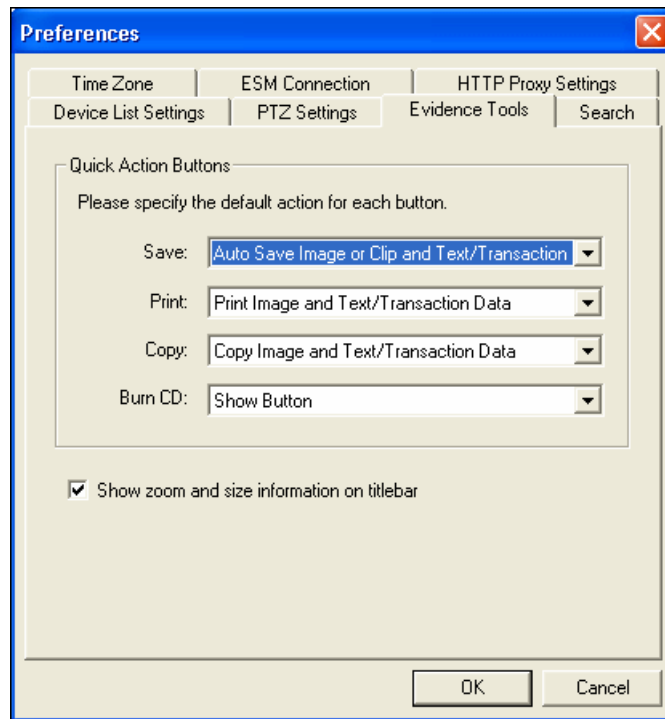 Preferences
Time Zone
ESM Connection
HTTP Proxy Settings
Device List Settings
PTZ Settings
Evidence Tools
Search
Quick Action Buttons
Please specify the default action for each button.
Save: Auto Save Image or Clip and Text/Transaction
Print: Print Image and Text/Transaction Data
Copy: Copy Image and Text/Transaction Data
Burn CD: Show Button
Show zoom and size information on titlebar
OK
Cancel